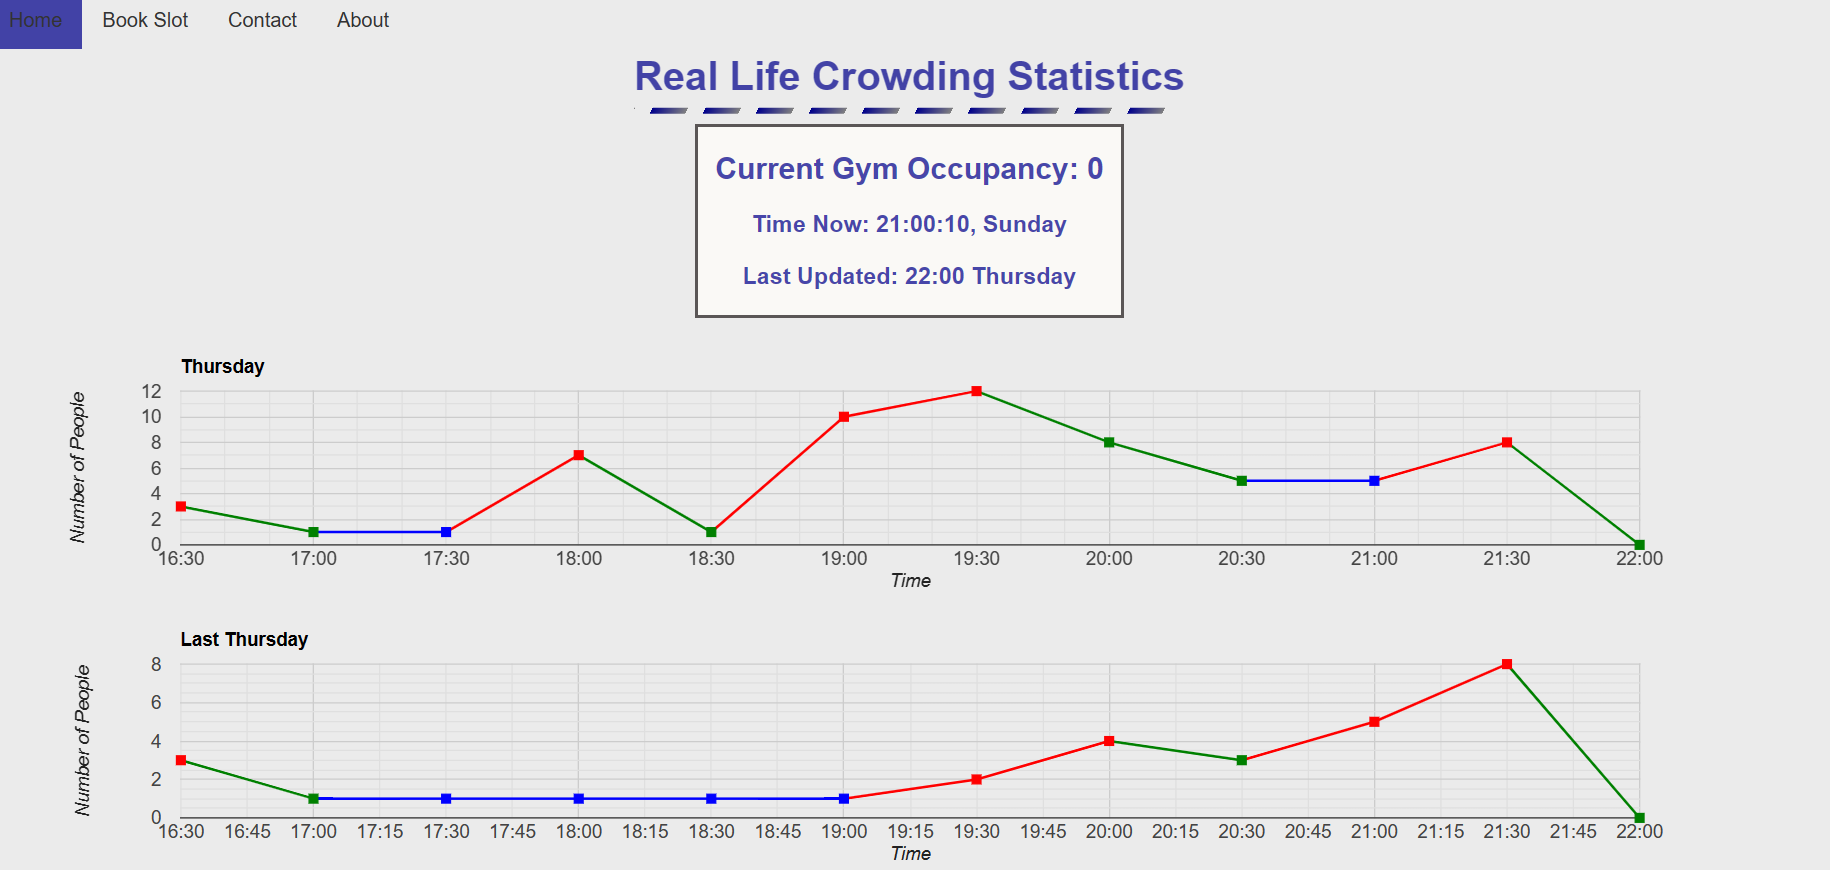 Home Book Slot Contact About
Real Life Crowding Statistics
Current Gym Occupancy: 0
Time Now: 21:00:10, Sunday
Last Updated: 22:00 Thursday
Thursday
Number of People
12
10
8
6
4
2
0
16:30 17:00 17:30 18:00 18:30 19:00 19:30 20:00 20:30 21:00 21:30 22:00
Time
Last Thursday
Number of People
8
6
4
2
0
16:30 16:45 17:00 17:15 17:30 17:45 18:00 18:15 18:30 18:45 19:00 19:15 19:30 19:45 20:00 20:15 20:30 20:45 21:00 21:15 21:30 21:45 22:00
Time